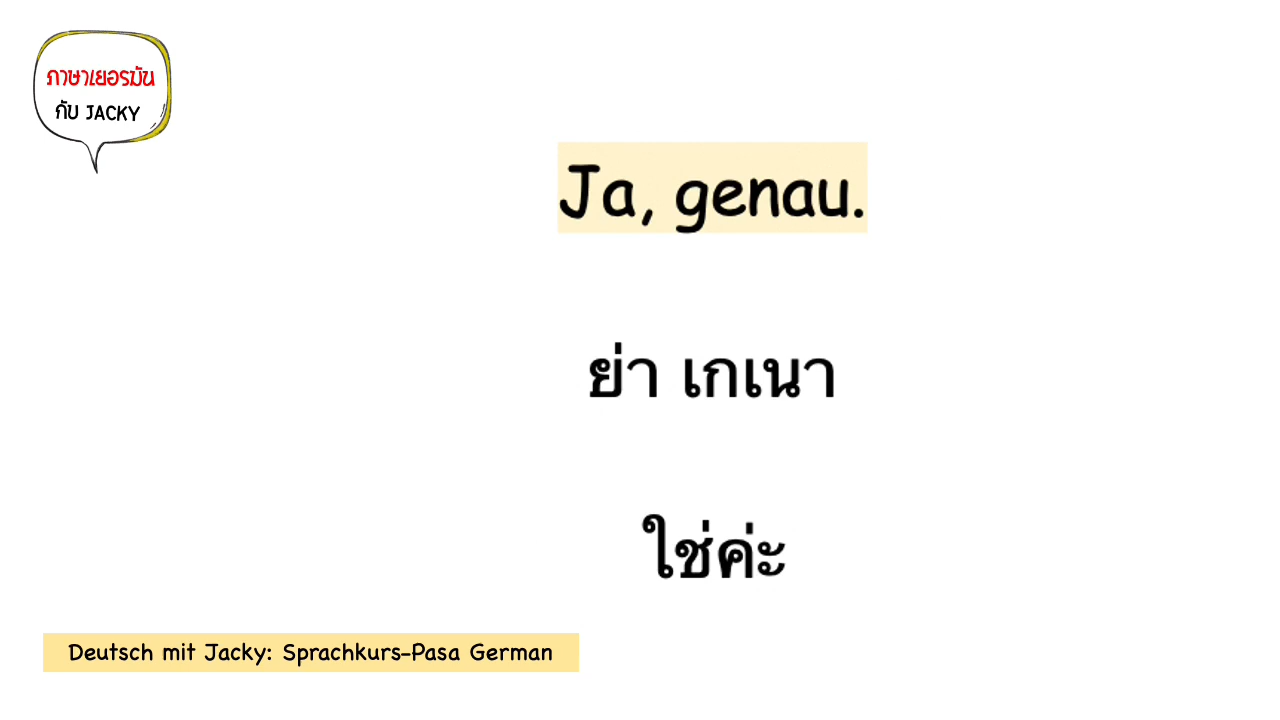 ภาษาเยอรมัน
กับ JACKY
Ja, genau.
ย่า เกเนา
ใช่ค่ะ
Deutsch mit Jacky: Sprachkurs-Pasa German